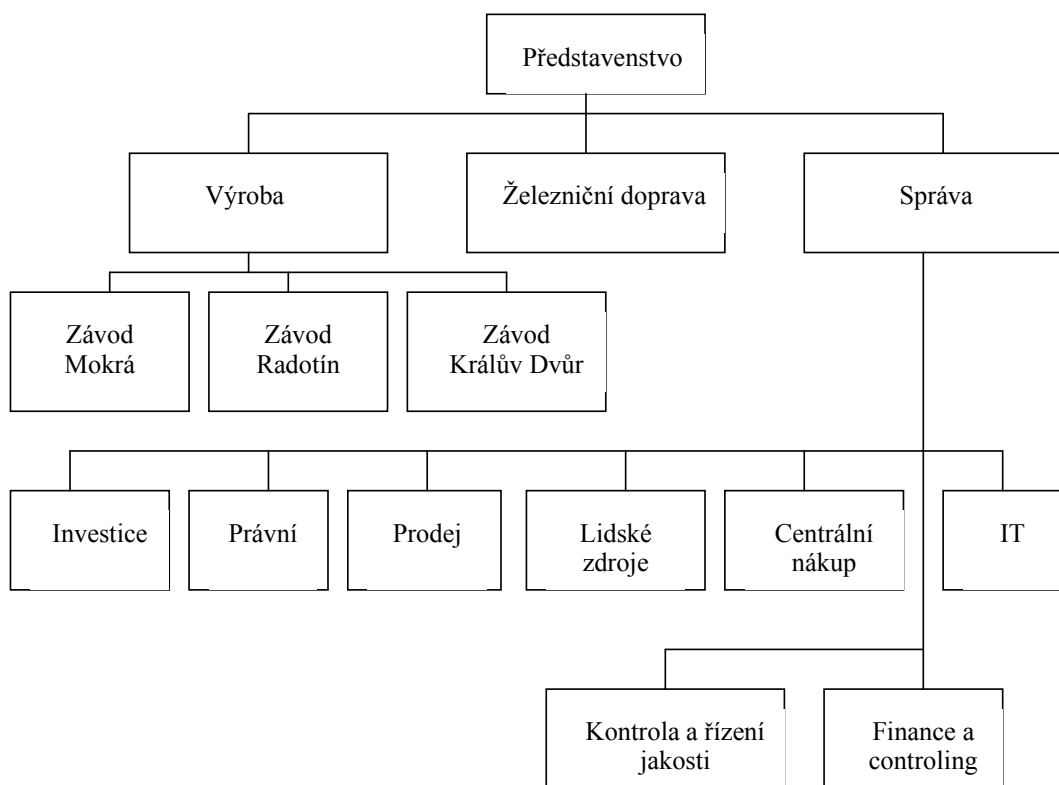 Představenstvo
Výroba
Železniční doprava
Správa
Závod
Mokrá
Závod
Radotín
Závod
Králův Dvůr
Investice
Právní
Prodej
Lidské
zdroje
Centrální
nákup
IT
Kontrola a řízení
jakosti
Finance a
controling